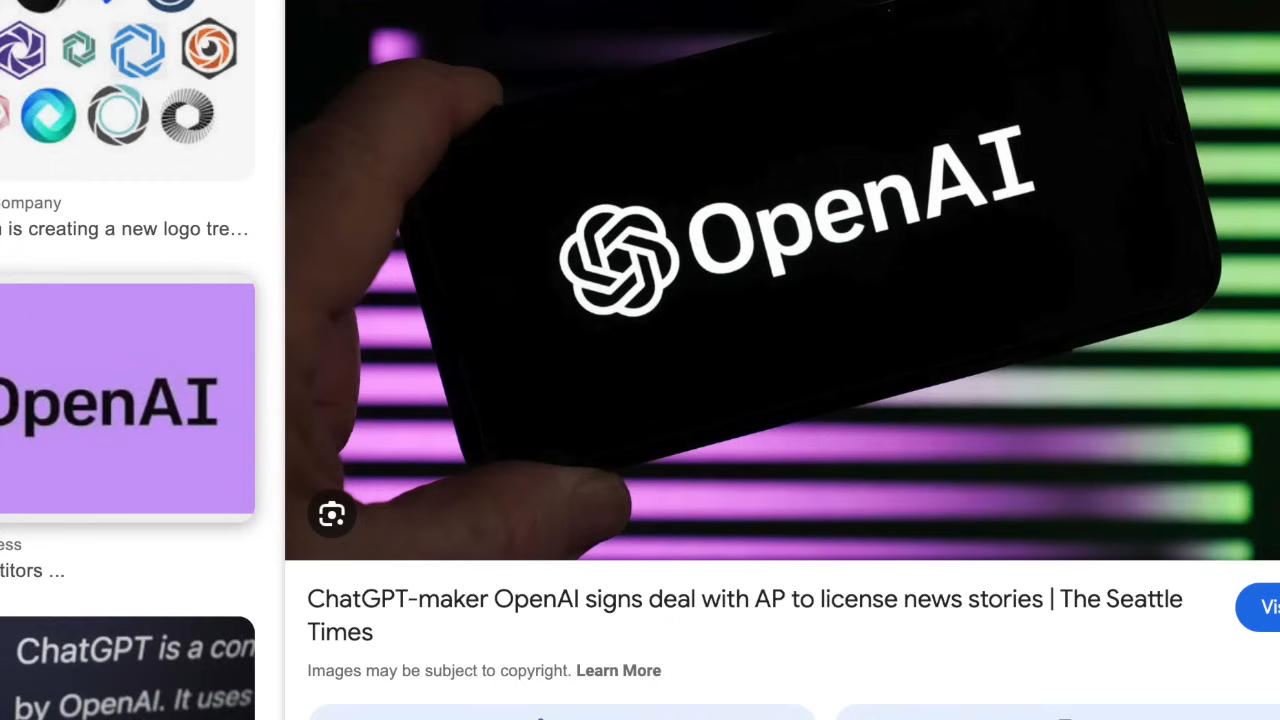 ompany
is creating a new logo tre...
OpenAI
ess
titors ...
ChatGPT is a con
by OpenAI. It uses
OpenAI
ChatGPT-maker OpenAI signs deal with AP to license news stories | The Seattle
Times
Images may be subject to copyright. Learn More
Vis